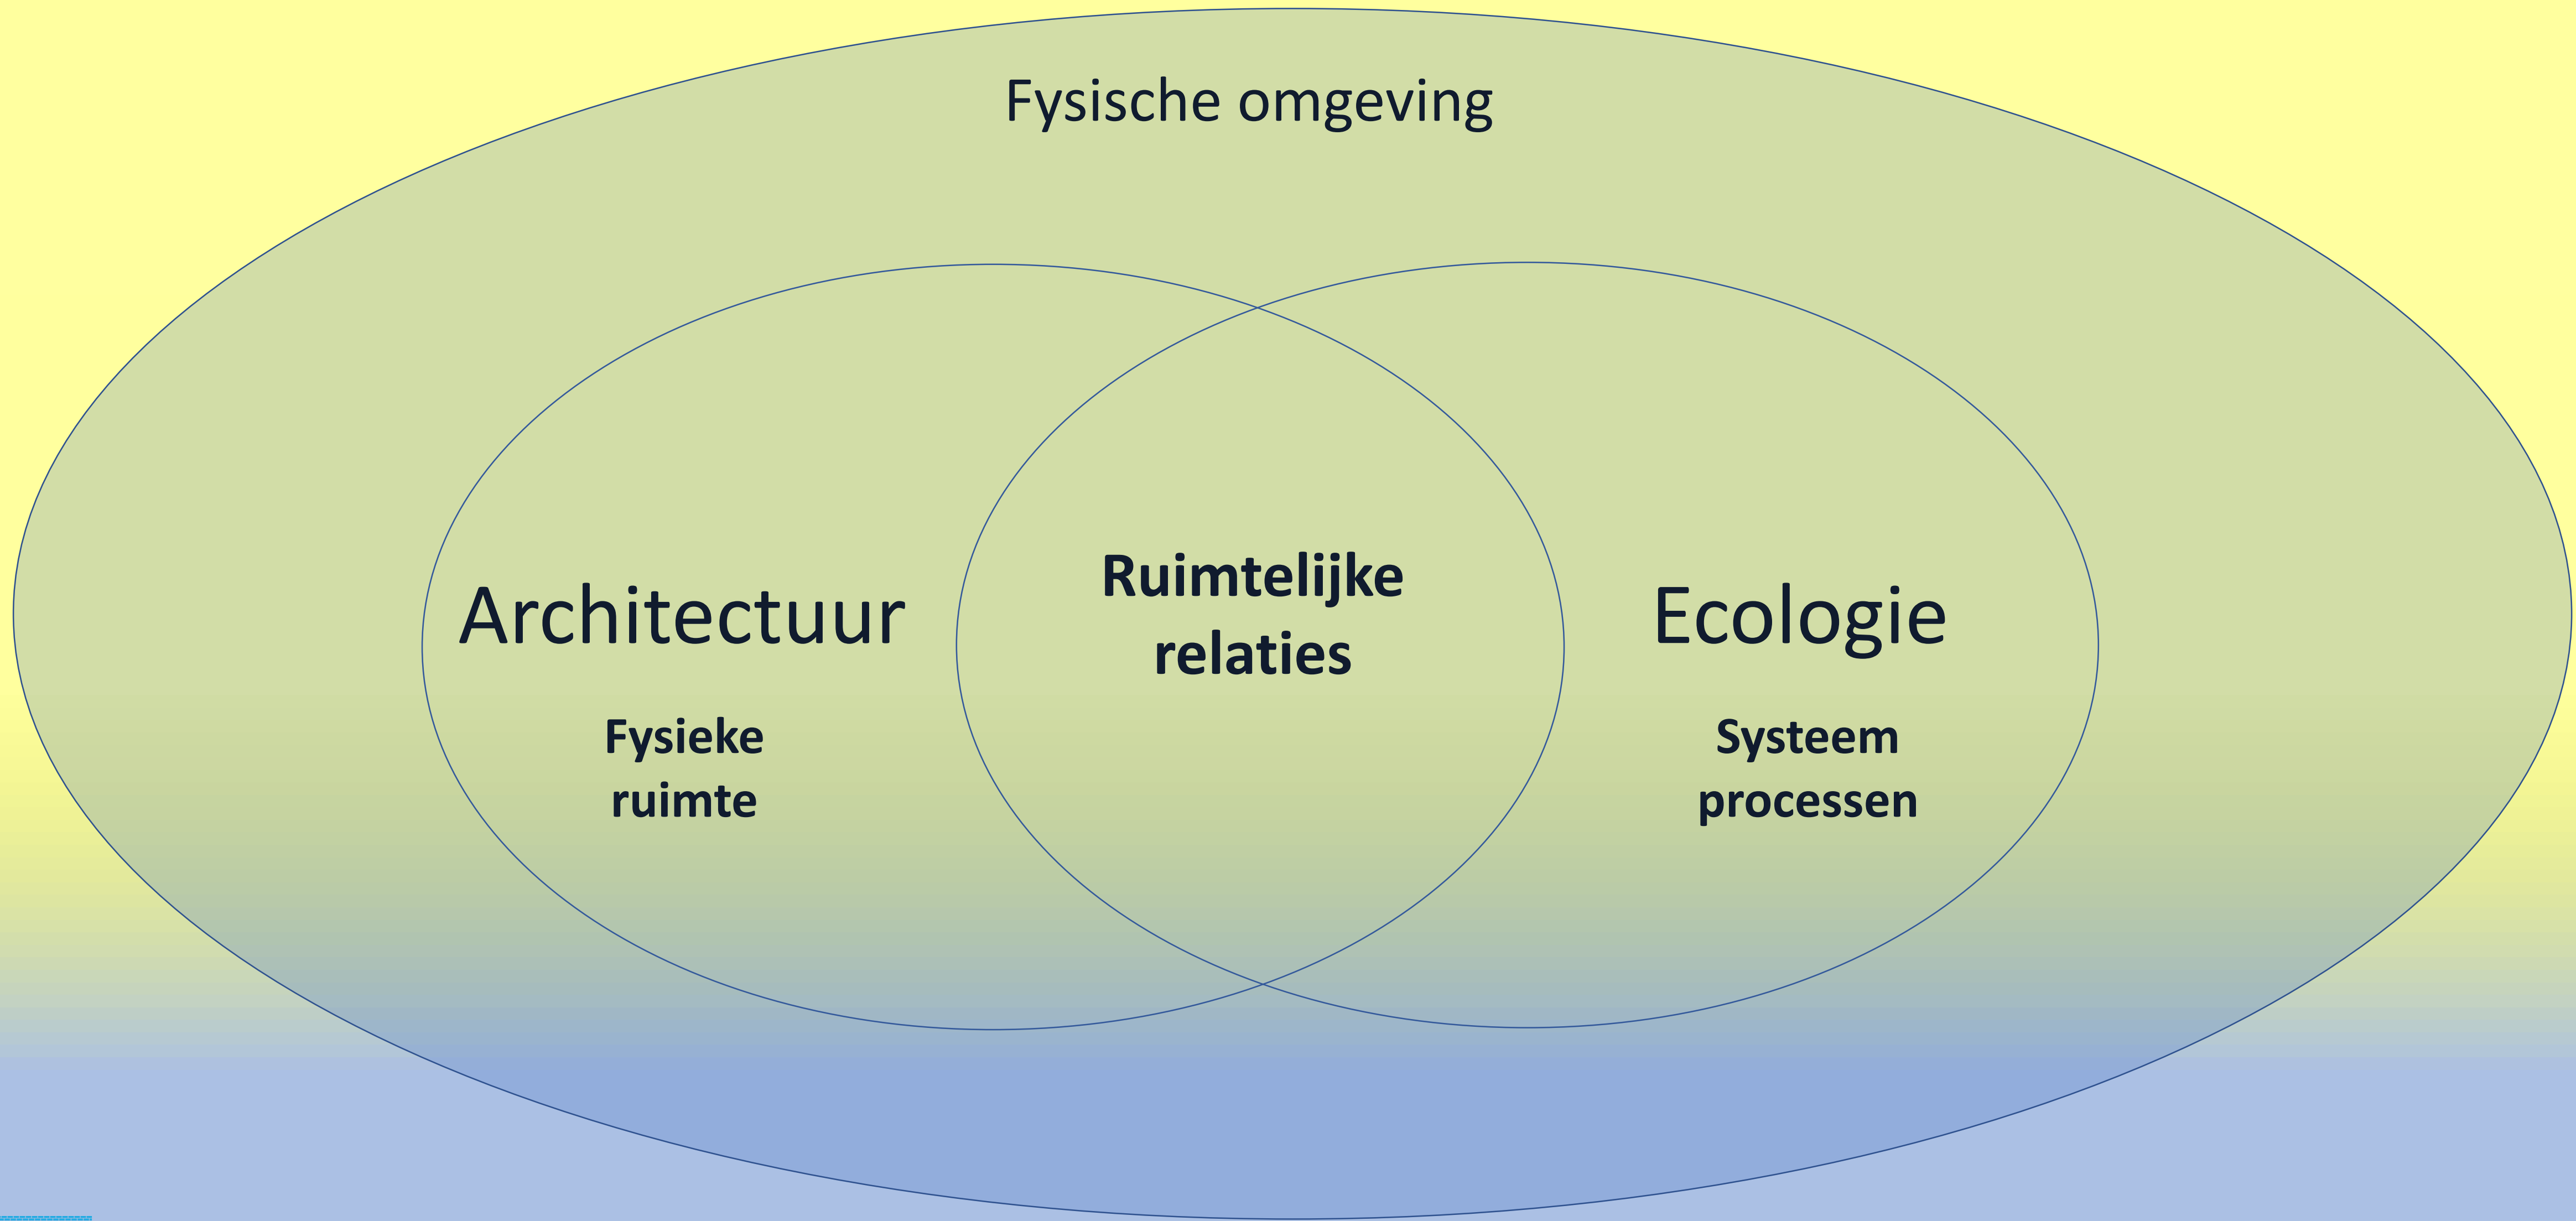 Fysische omgeving
Architectuur
Fysieke
ruimte
Ruimtelijke
relaties
Ecologie
Systeem
processen